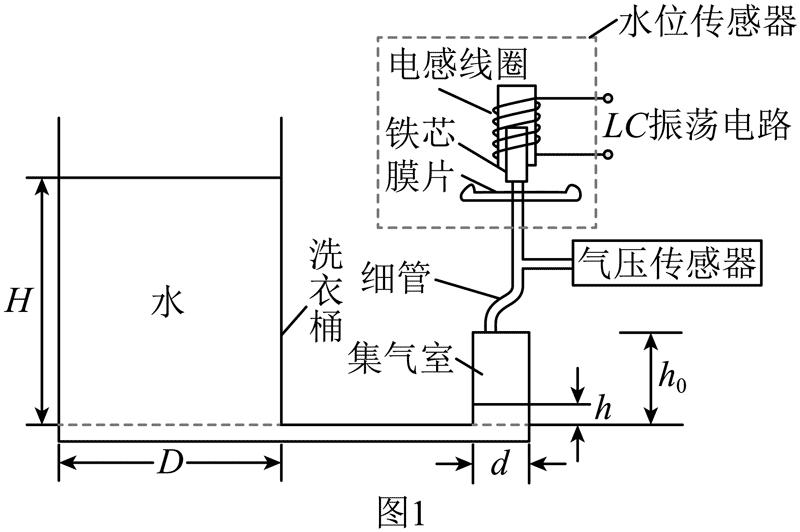 水位传感器
电感线圈
铁芯
LC振荡电路
膜片
气压传感器
细管
洗衣桶
H
水
集气室
h₀
h
D
d
图1